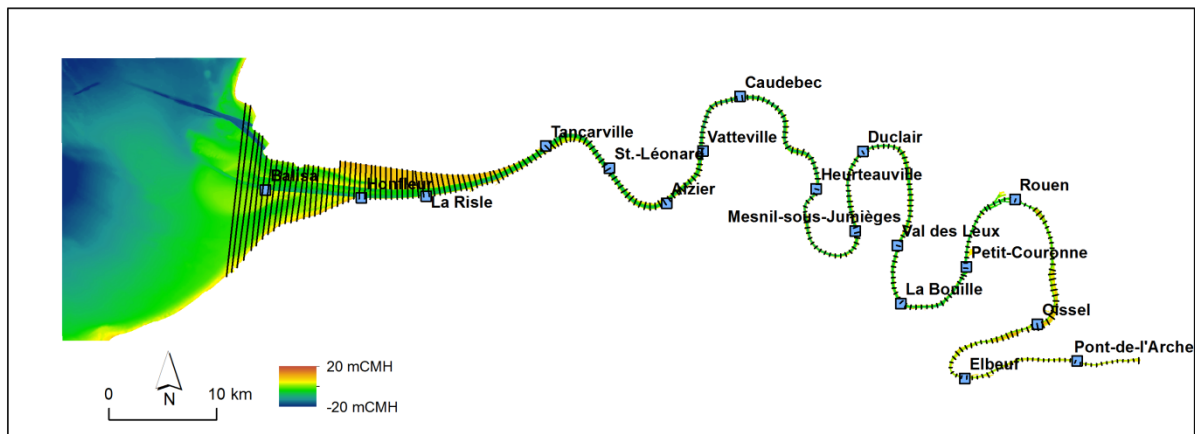 Caudebec
Tancarville
Vatteville
Duclair
St.-Léonard
Balisa
Honfleur
La Risle
Aizier
Heurteauville
Rouen
Mesnil-sous-Jumièges
Val des Leux
Petit-Couronne
La Bouille
Oissel
Pont-de-l'Arche
Elbeuf
20 mCMH
-20 mCMH
0 10 km
N